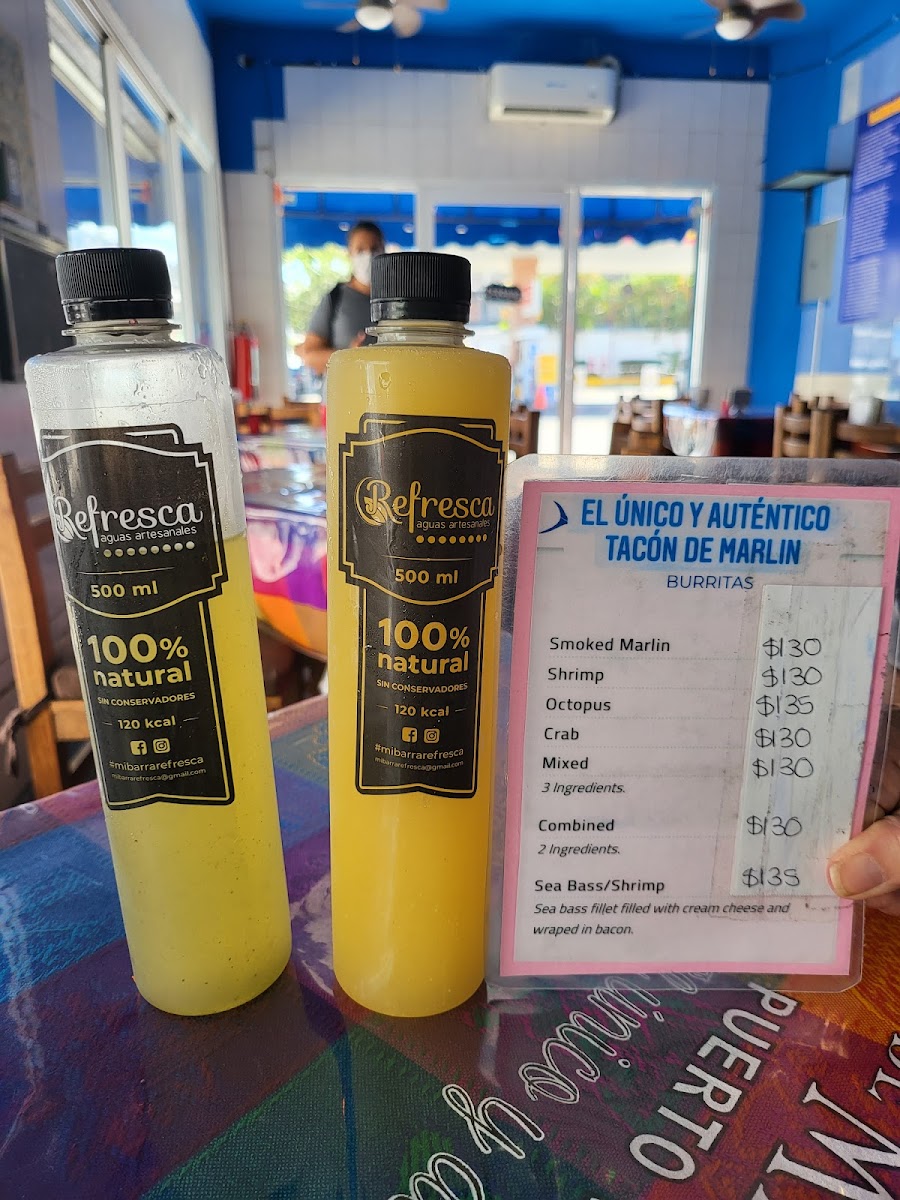 Refresca
aguas artesanales
500 ml
100%
natural
SIN CONSERVADORES
120 kcal
#mibarrarefresca
mibarrarefresca@gmail.com
Refresca
aguas artesanales
500 ml
100%
natural
SIN CONSERVADORES
120 kcal
#mibarrarefresca
mibarrarefresca@gmail.com
EL ÚNICO Y AUTÉNTICO
TACÓN DE MARLIN
BURRITAS
Smoked Marlin $130
Shrimp $130
Octopus $135
Crab $130
Mixed $130
3 Ingredients.
Combined $130
2 Ingredients.
Sea Bass/Shrimp $135
Sea bass fillet filled with cream cheese and
wraped in bacon.
PUERTO